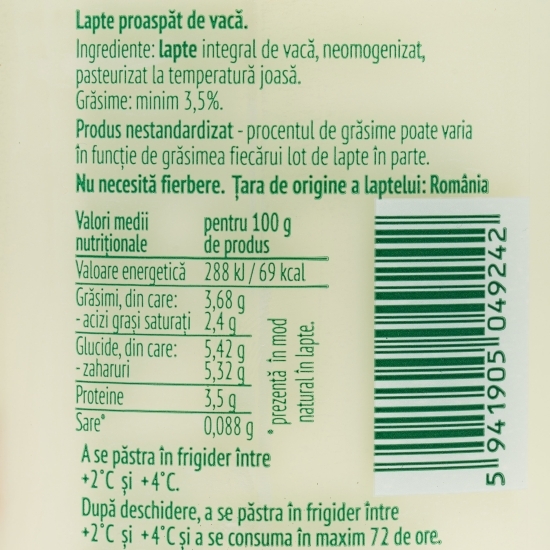 Lapte proaspăt de vacă.
Ingrediente: lapte integral de vacă, neomogenizat,
pasteurizat la temperatură joasă.
Grăsime: minim 3,5%.
Produs nestandardizat - procentul de grăsime poate varia
în funcție de grăsimea fiecărui lot de lapte în parte.
Nu necesită fierbere. Țara de origine a laptelui: România
Valori medii pentru 100 g
nutriționale de produs
Valoare energetică 288 kJ / 69 kcal
Grăsimi, din care: 3,68 g
- acizi grași saturați 2,4 g
Glucide, din care: 5,42 g
- zaharuri 5,32 g
Proteine 3,5 g
Sare* 0,088 g
* prezentă în mod
natural în lapte.
5 941905 049242
A se păstra în frigider între
+2°C și +4°C.
După deschidere, a se păstra în frigider între
+2°C și +4°C și a se consuma în maxim 72 de ore.